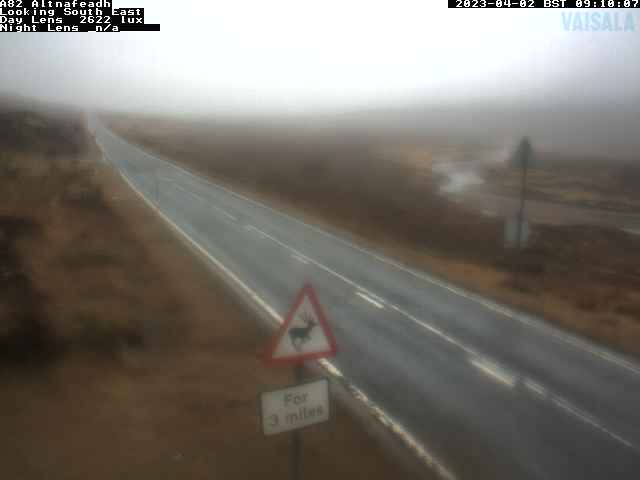 A82 Altnafeadh
2023-04-02 BST 09:10:07
Looking South East
Day Lens 2622 lux
Night Lens n/a
VAISALA
For
3 miles